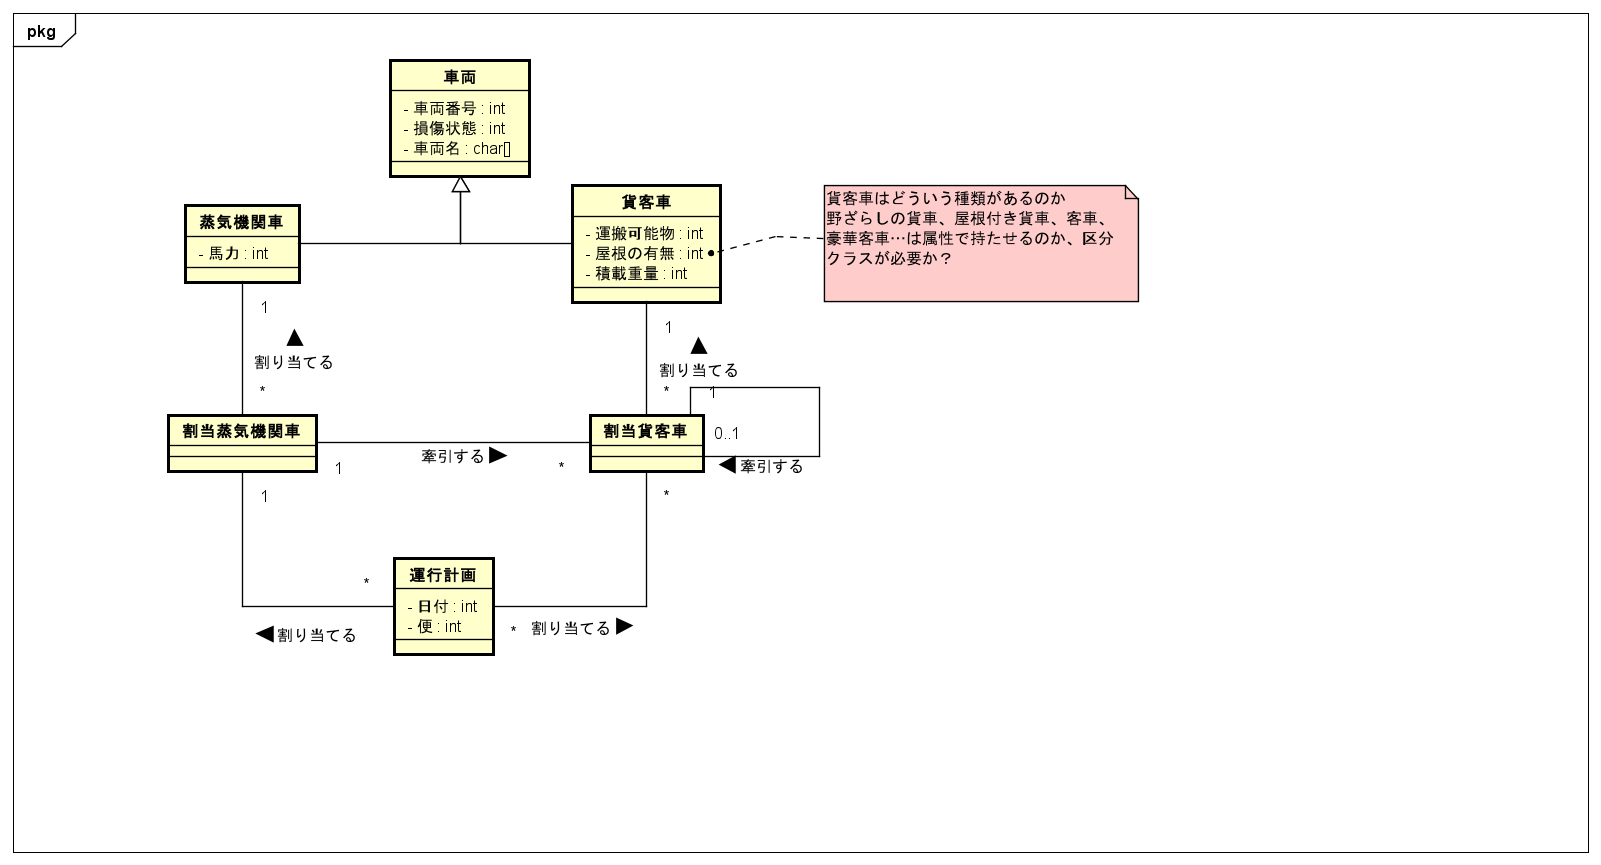 pkg
車両
- 車両番号 : int
- 損傷状態 : int
- 車両名 : char[]
蒸気機関車
- 馬力 : int
貨客車
- 運搬可能物 : int
- 屋根の有無 : int
- 積載重量 : int
貨客車はどういう種類があるのか
野ざらしの貨車、屋根付き貨車、客車、
豪華客車…は属性で持たせるのか、区分
クラスが必要か？
1
割り当てる
*
1
割り当てる
*
1
割当蒸気機関車
割当貨客車
0..1
牽引する
1
牽引する
*
1
*
運行計画
- 日付 : int
- 便 : int
*
割り当てる
*
割り当てる